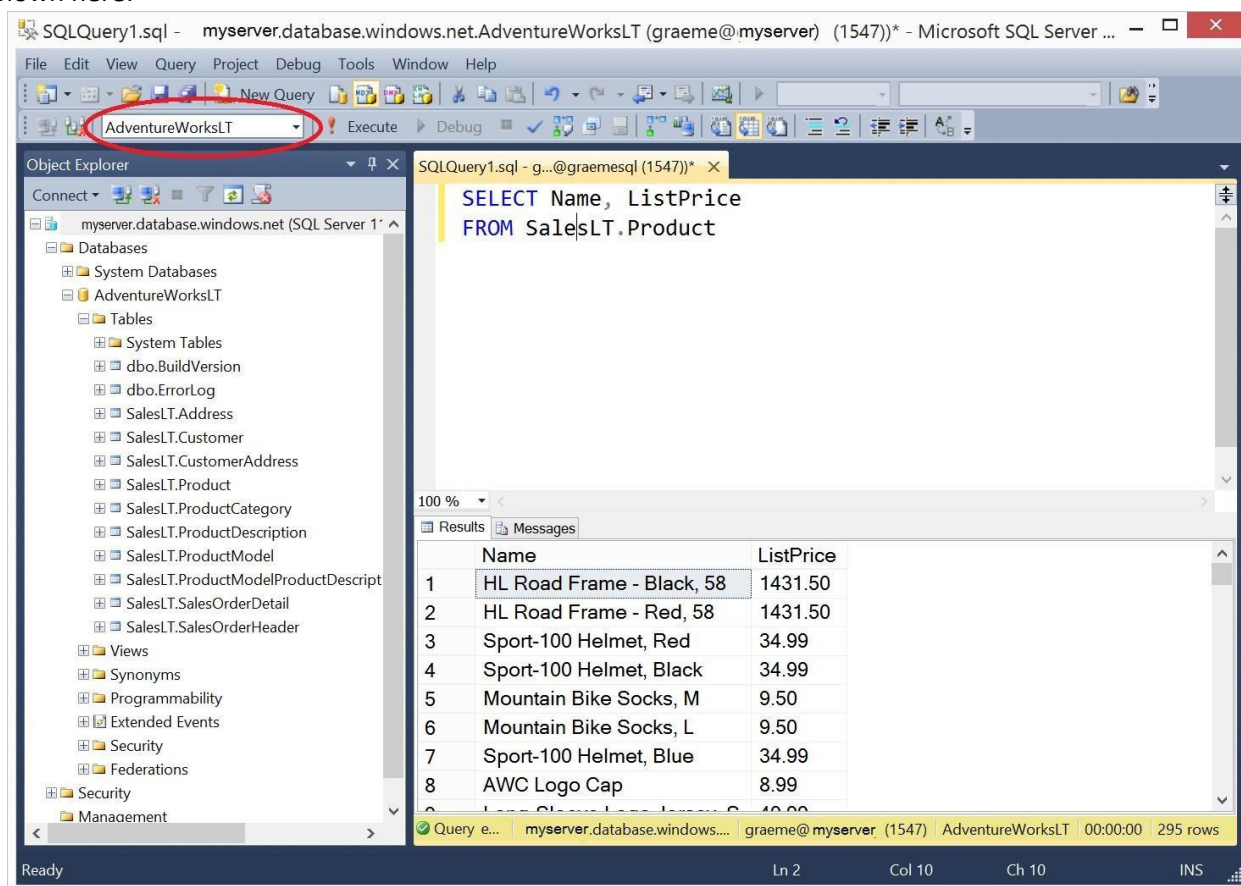 SQLQuery1.sql - myserver.database.windows.net.AdventureWorksLT (graeme@myserver) (1547))* - Microsoft SQL Server ...
File Edit View Query Project Debug Tools Window Help
New Query
AdventureWorksLT Execute Debug
Object Explorer
Connect
myserver.database.windows.net (SQL Server 1
Databases
System Databases
AdventureWorksLT
Tables
System Tables
dbo.BuildVersion
dbo.ErrorLog
SalesLT.Address
SalesLT.Customer
SalesLT.CustomerAddress
SalesLT.Product
SalesLT.ProductCategory
SalesLT.ProductDescription
SalesLT.ProductModel
SalesLT.ProductModelProductDescript
SalesLT.SalesOrderDetail
SalesLT.SalesOrderHeader
Views
Synonyms
Programmability
Extended Events
Security
Federations
Security
Management
SQLQuery1.sql - g...@graemesql (1547))*
SELECT Name, ListPrice
FROM SalesLT.Product
100 %
Results Messages
Name ListPrice
1 HL Road Frame - Black, 58 1431.50
2 HL Road Frame - Red, 58 1431.50
3 Sport-100 Helmet, Red 34.99
4 Sport-100 Helmet, Black 34.99
5 Mountain Bike Socks, M 9.50
6 Mountain Bike Socks, L 9.50
7 Sport-100 Helmet, Blue 34.99
8 AWC Logo Cap 8.99
Query e... myserver.database.windows.... graeme@myserver (1547) AdventureWorksLT 00:00:00 295 rows
Ready Ln 2 Col 10 Ch 10 INS